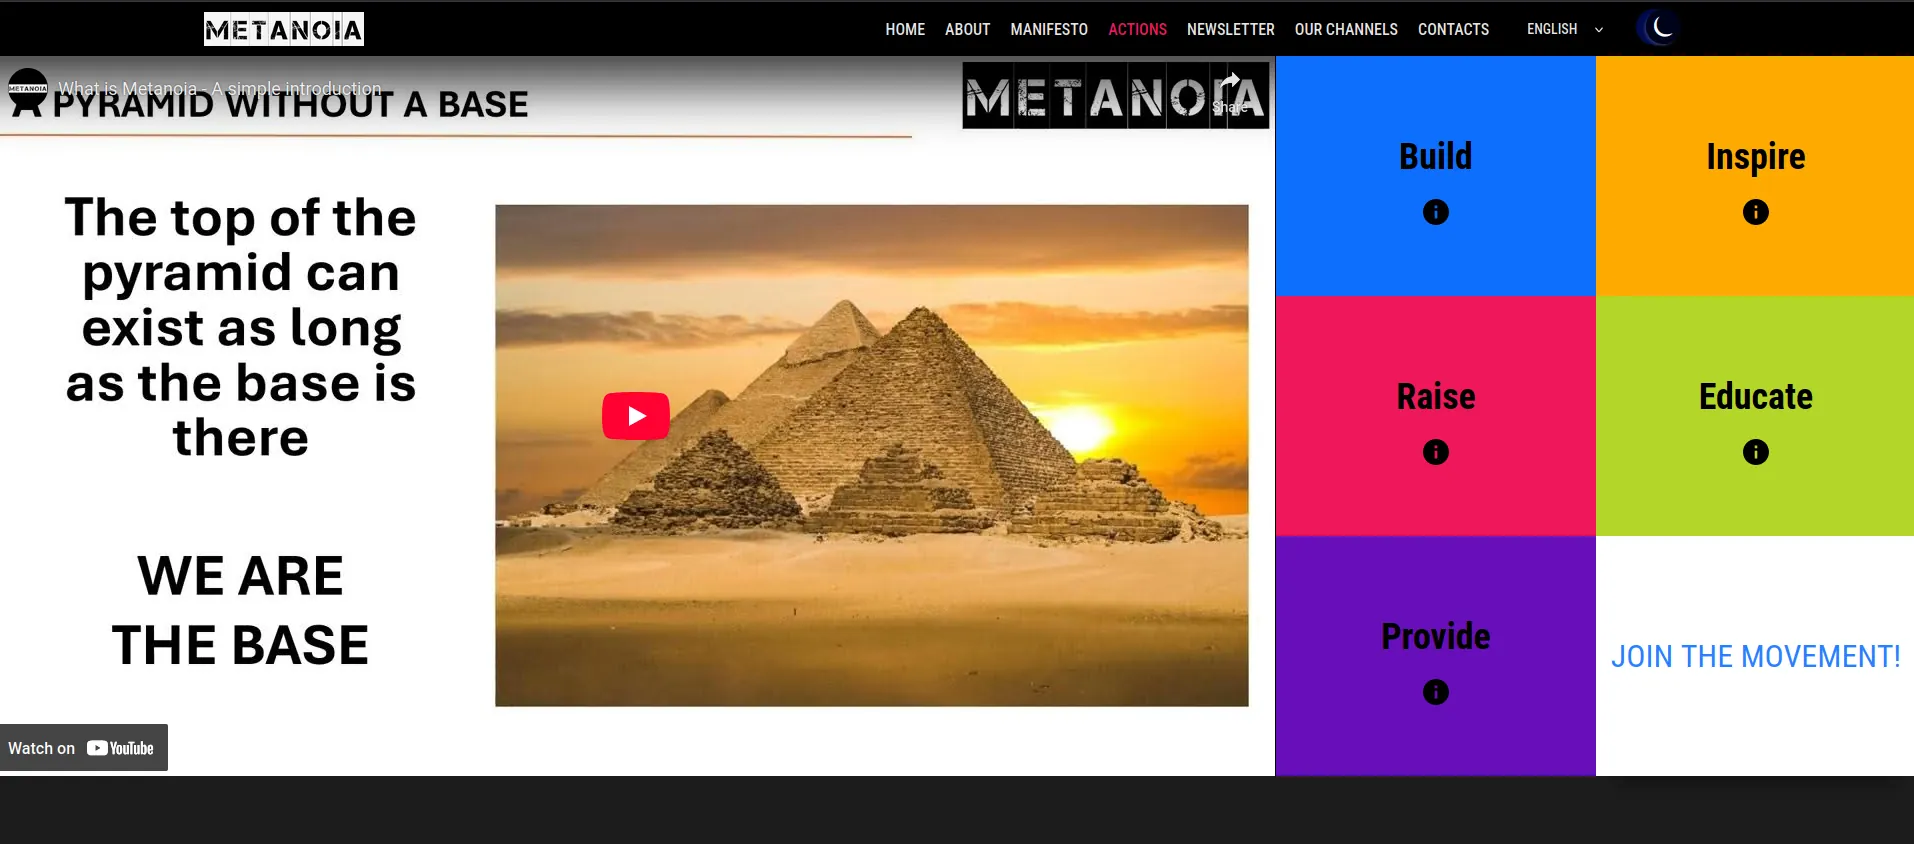 METANOIA
HOME ABOUT MANIFESTO ACTIONS NEWSLETTER OUR CHANNELS CONTACTS ENGLISH
METANOIA
What is Metanoia - A simple introduction
PYRAMID WITHOUT A BASE
METANOIA
Share
The top of the
pyramid can
exist as long
as the base is
there
WE ARE
THE BASE
Watch on YouTube
Build
Inspire
Raise
Educate
Provide
JOIN THE MOVEMENT!